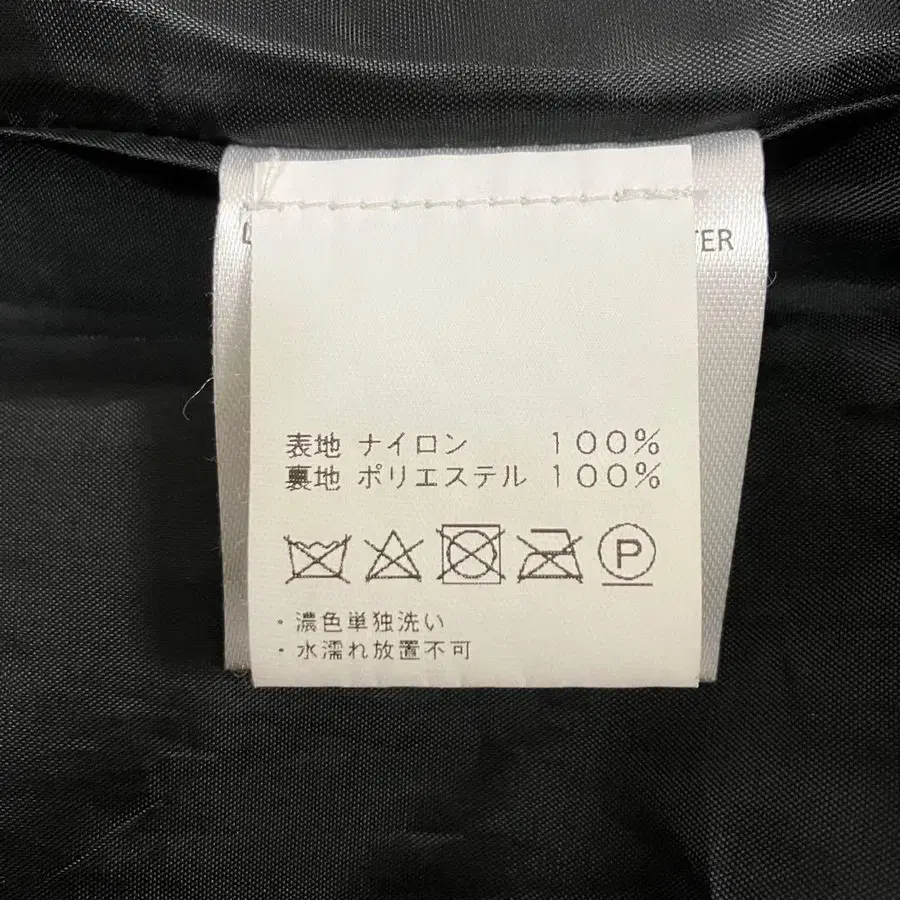 TER
表地 ナイロン 100%
裏地 ポリエステル 100%
P
・濃色単独洗い
・水濡れ放置不可